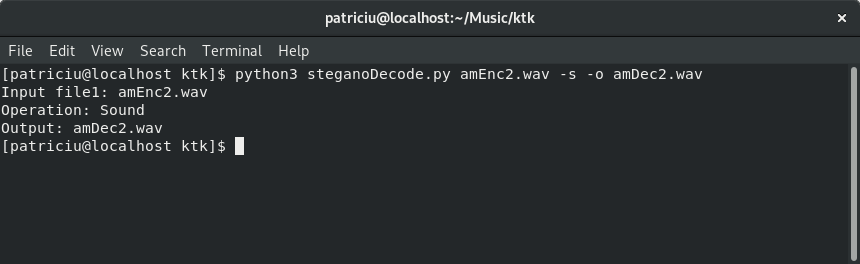 patriciu@localhost:~/Music/ktk
File Edit View Search Terminal Help
[patriciu@localhost ktk]$ python3 steganoDecode.py amEnc2.wav -s -o amDec2.wav
Input file1: amEnc2.wav
Operation: Sound
Output: amDec2.wav
[patriciu@localhost ktk]$